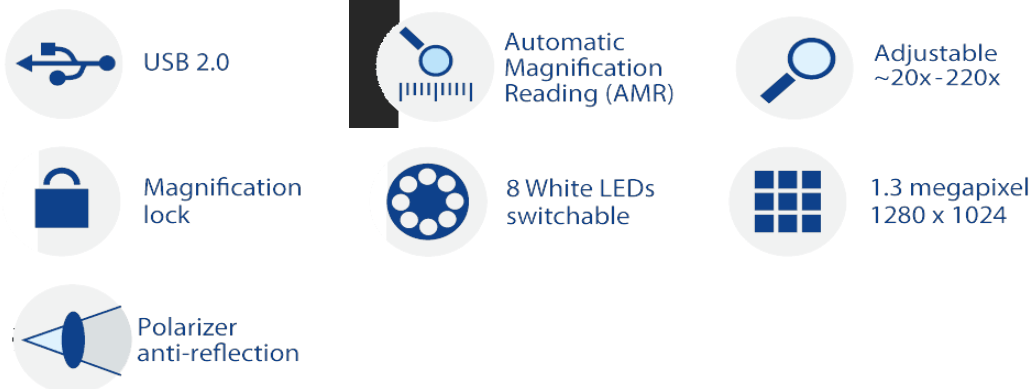 USB 2.0
Automatic
Magnification
Reading (AMR)
Adjustable
~20x-220x
Magnification
lock
8 White LEDs
switchable
1.3 megapixel
1280 x 1024
Polarizer
anti-reflection